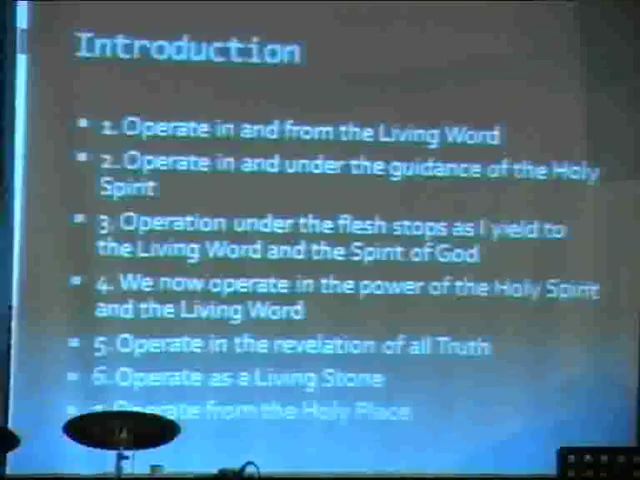 Introduction
1. Operate in and from the Living Word
2. Operate in and under the guidance of the Holy
Spirit
3. Operation under the flesh stops as I yield to
the Living Word and the Spirit of God
4. We now operate in the power of the Holy Spirit
and the Living Word
5. Operate in the revelation of all Truth
6. Operate as a Living Stone
Operate from the Holy Place